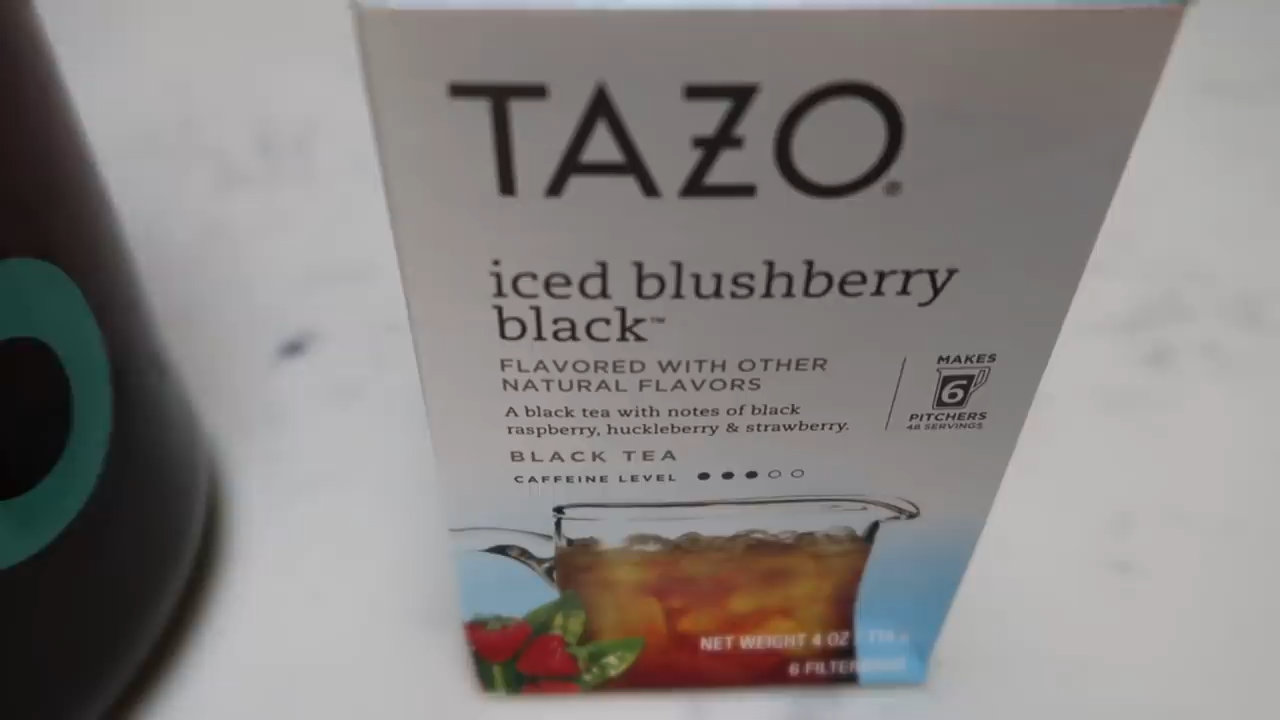 TAZO®
iced blushberry
black™
FLAVORED WITH OTHER
NATURAL FLAVORS
A black tea with notes of black
raspberry, huckleberry & strawberry.
BLACK TEA
CAFFEINE LEVEL
MAKES
6
PITCHERS
48 SERVINGS
NET WEIGHT 4 OZ
6